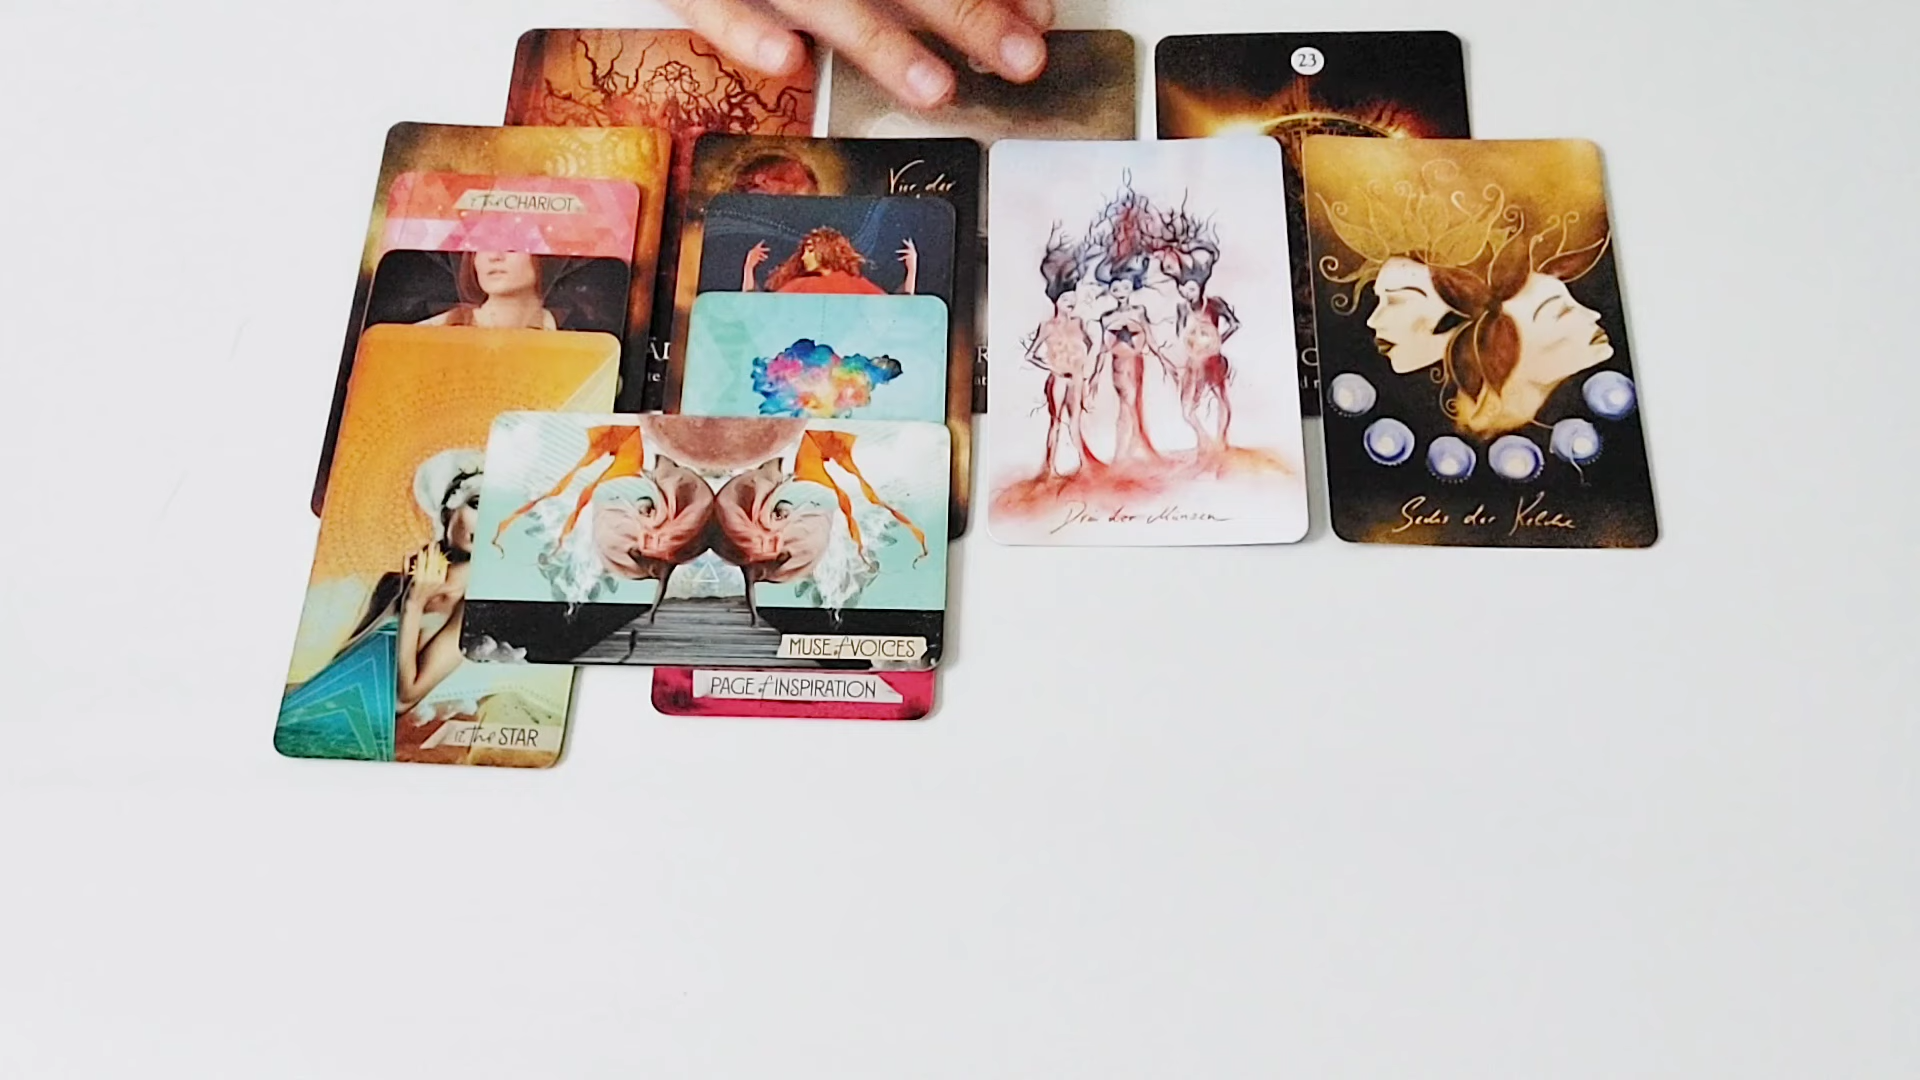 23
Vier der
the CHARIOT
Drei der Münzen
Sechs der Kelche
MUSE of VOICES
PAGE of INSPIRATION
the STAR